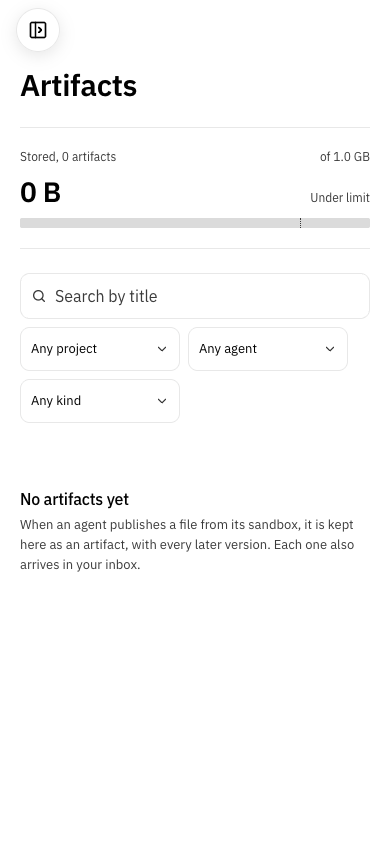 Artifacts
Stored, 0 artifacts
of 1.0 GB
0 B
Under limit
Search by title
Any project
Any agent
Any kind
No artifacts yet
When an agent publishes a file from its sandbox, it is kept
here as an artifact, with every later version. Each one also
arrives in your inbox.